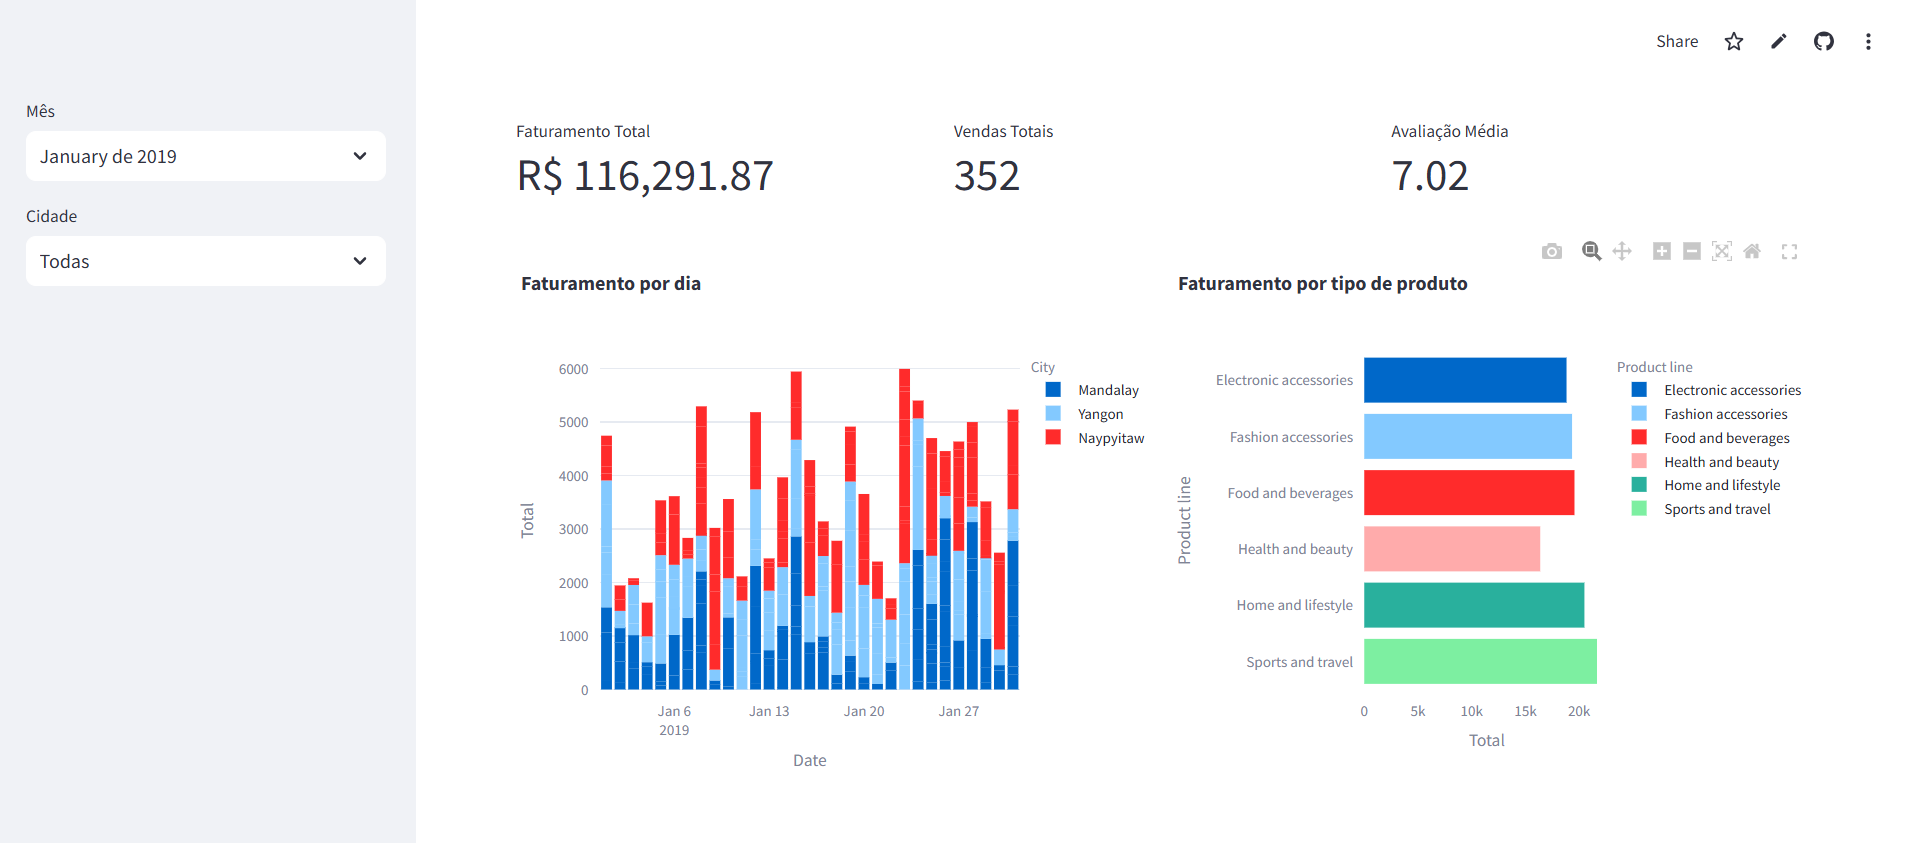 Share
Mês
January de 2019
Cidade
Todas
Faturamento Total
R$ 116,291.87
Vendas Totais
352
Avaliação Média
7.02
Faturamento por dia
6000
5000
4000
3000
2000
1000
0
Total
Jan 6
2019
Jan 13
Jan 20
Jan 27
Date
City
Mandalay
Yangon
Naypyitaw
Faturamento por tipo de produto
Product line
Electronic accessories
Fashion accessories
Food and beverages
Health and beauty
Home and lifestyle
Sports and travel
0
5k
10k
15k
20k
Total
Product line
Electronic accessories
Fashion accessories
Food and beverages
Health and beauty
Home and lifestyle
Sports and travel